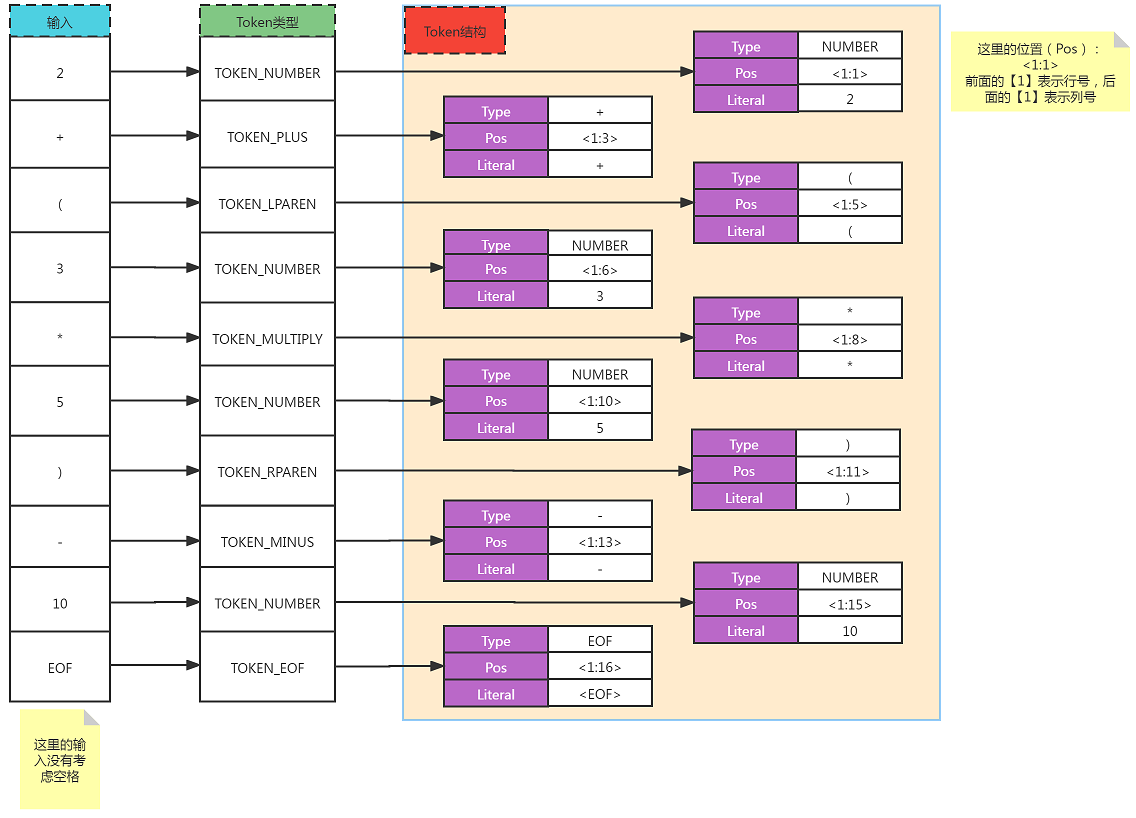 输入
Token类型
Token结构
这里的位置（Pos）：
<1:1>
前面的【1】表示行号，后
面的【1】表示列号
2
TOKEN_NUMBER
Type NUMBER
Pos <1:1>
Literal 2
+
TOKEN_PLUS
Type +
Pos <1:3>
Literal +
(
TOKEN_LPAREN
Type (
Pos <1:5>
Literal (
3
TOKEN_NUMBER
Type NUMBER
Pos <1:6>
Literal 3
*
TOKEN_MULTIPLY
Type *
Pos <1:8>
Literal *
5
TOKEN_NUMBER
Type NUMBER
Pos <1:10>
Literal 5
)
TOKEN_RPAREN
Type )
Pos <1:11>
Literal )
-
TOKEN_MINUS
Type -
Pos <1:13>
Literal -
10
TOKEN_NUMBER
Type NUMBER
Pos <1:15>
Literal 10
EOF
TOKEN_EOF
Type EOF
Pos <1:16>
Literal <EOF>
这里的输
入没有考
虑空格